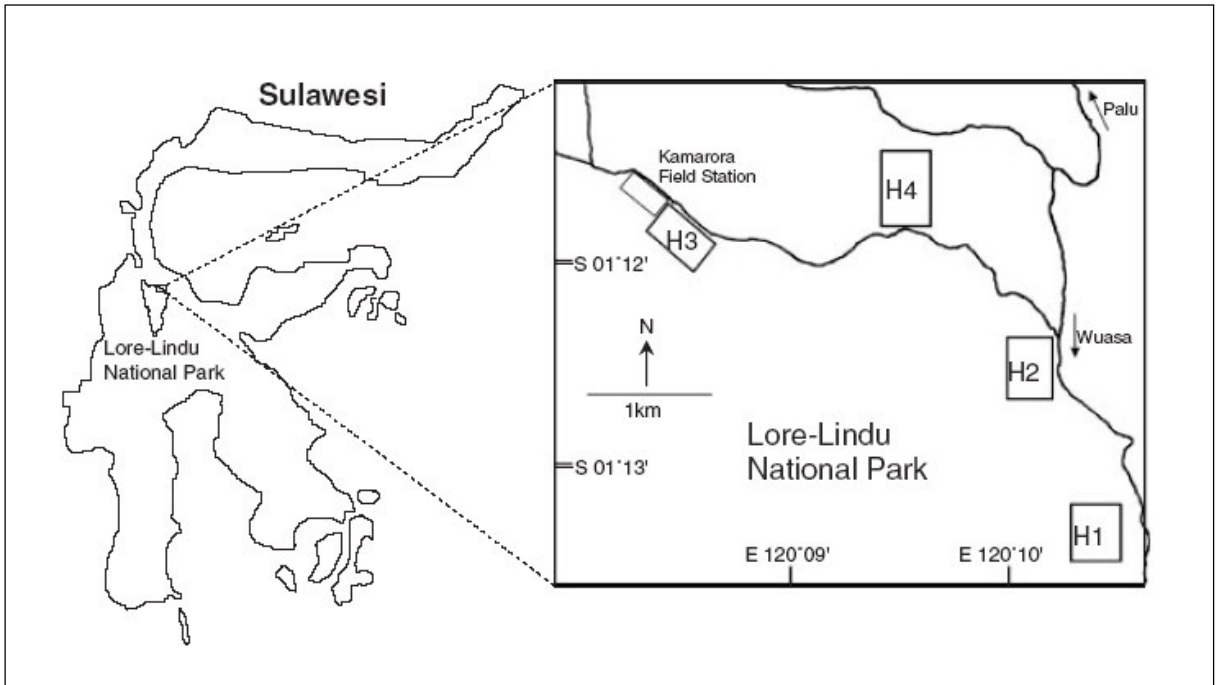 Sulawesi
Lore-Lindu
National Park
Palu
Kamarora
Field Station
H4
H3
S 01°12'
N
1km
Wuasa
H2
Lore-Lindu
National Park
S 01°13'
H1
E 120°09'
E 120°10'